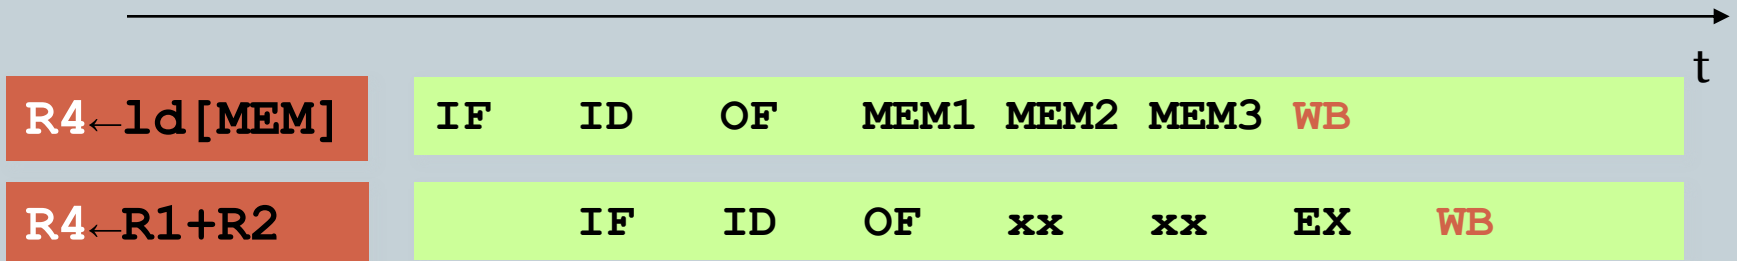 t
R4←ld[MEM] IF ID OF MEM1 MEM2 MEM3 WB
R4←R1+R2 IF ID OF xx xx EX WB